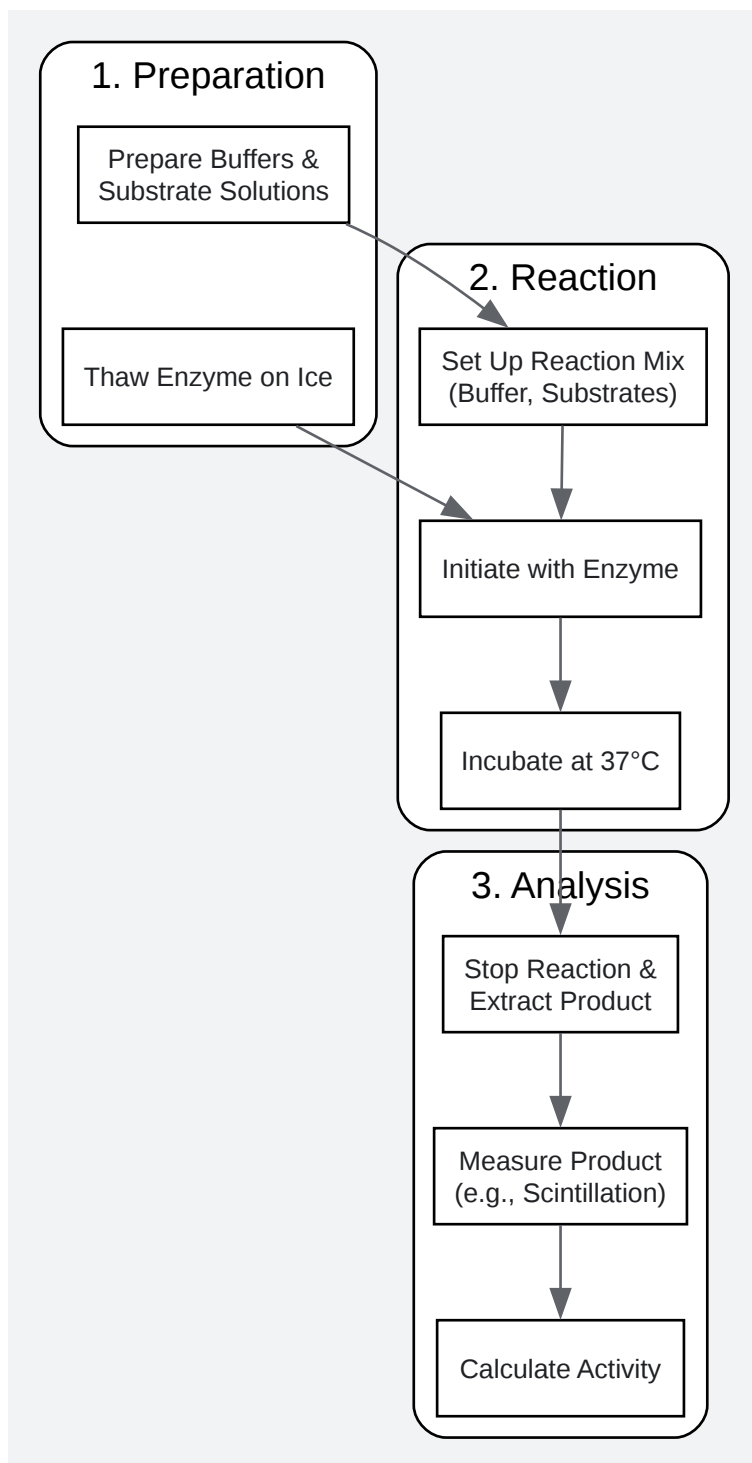 1. Preparation
Prepare Buffers &
Substrate Solutions
Thaw Enzyme on Ice
2. Reaction
Set Up Reaction Mix
(Buffer, Substrates)
Initiate with Enzyme
Incubate at 37°C
3. Analysis
Stop Reaction &
Extract Product
Measure Product
(e.g., Scintillation)
Calculate Activity